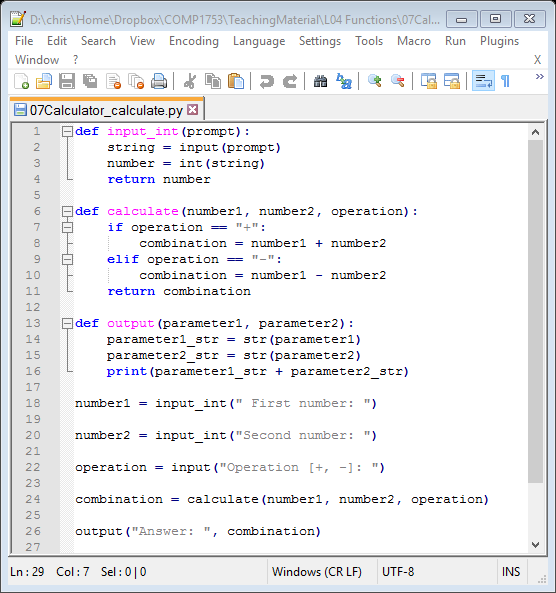 D:\chris\Home\Dropbox\COMP1753\TeachingMaterial\L04 Functions\07Cal...
File Edit Search View Encoding Language Settings Tools Macro Run Plugins
Window ? X
07Calculator_calculate.py
1 def input_int(prompt):
2     string = input(prompt)
3     number = int(string)
4     return number
5
6 def calculate(number1, number2, operation):
7     if operation == "+":
8         combination = number1 + number2
9     elif operation == "-":
10         combination = number1 - number2
11     return combination
12
13 def output(parameter1, parameter2):
14     parameter1_str = str(parameter1)
15     parameter2_str = str(parameter2)
16     print(parameter1_str + parameter2_str)
17
18 number1 = input_int(" First number: ")
19
20 number2 = input_int("Second number: ")
21
22 operation = input("Operation [+, -]: ")
23
24 combination = calculate(number1, number2, operation)
25
26 output("Answer: ", combination)
27
Ln : 29 Col : 7 Sel : 0 | 0 Windows (CR LF) UTF-8 INS